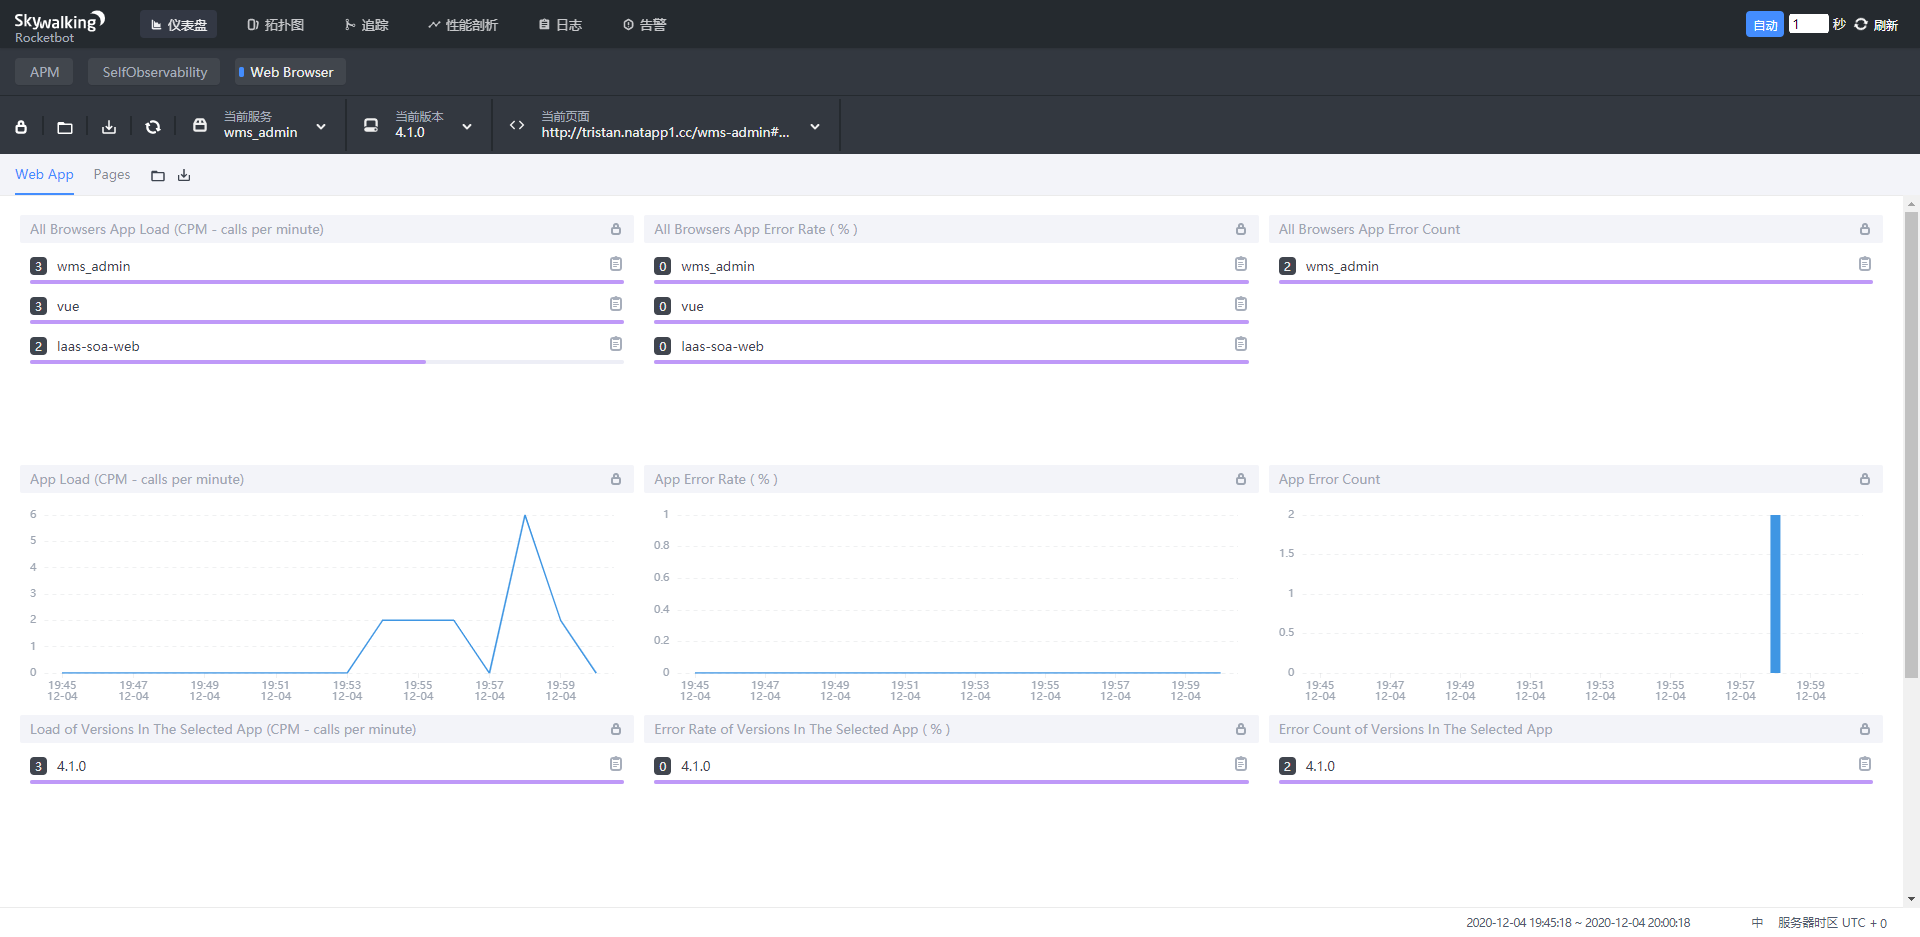 Skywalking
Rocketbot
仪表盘 拓扑图 追踪 性能剖析 日志 告警
自动 1 秒 刷新
APM SelfObservability Web Browser
当前服务
wms_admin
当前版本
4.1.0
当前页面
http://tristan.natapp1.cc/wms-admin#...
Web App Pages
All Browsers App Load (CPM - calls per minute)
3 wms_admin
3 vue
2 laas-soa-web
All Browsers App Error Rate ( % )
0 wms_admin
0 vue
0 laas-soa-web
All Browsers App Error Count
2 wms_admin
App Load (CPM - calls per minute)
6
5
4
3
2
1
0
19:45 19:47 19:49 19:51 19:53 19:55 19:57 19:59
12-04 12-04 12-04 12-04 12-04 12-04 12-04 12-04
App Error Rate ( % )
1
0.8
0.6
0.4
0.2
0
19:45 19:47 19:49 19:51 19:53 19:55 19:57 19:59
12-04 12-04 12-04 12-04 12-04 12-04 12-04 12-04
App Error Count
2
1.5
1
0.5
0
19:45 19:47 19:49 19:51 19:53 19:55 19:57 19:59
12-04 12-04 12-04 12-04 12-04 12-04 12-04 12-04
Load of Versions In The Selected App (CPM - calls per minute)
3 4.1.0
Error Rate of Versions In The Selected App ( % )
0 4.1.0
Error Count of Versions In The Selected App
2 4.1.0
2020-12-04 19:45:18 ~ 2020-12-04 20:00:18 中 服务器时区 UTC + 0